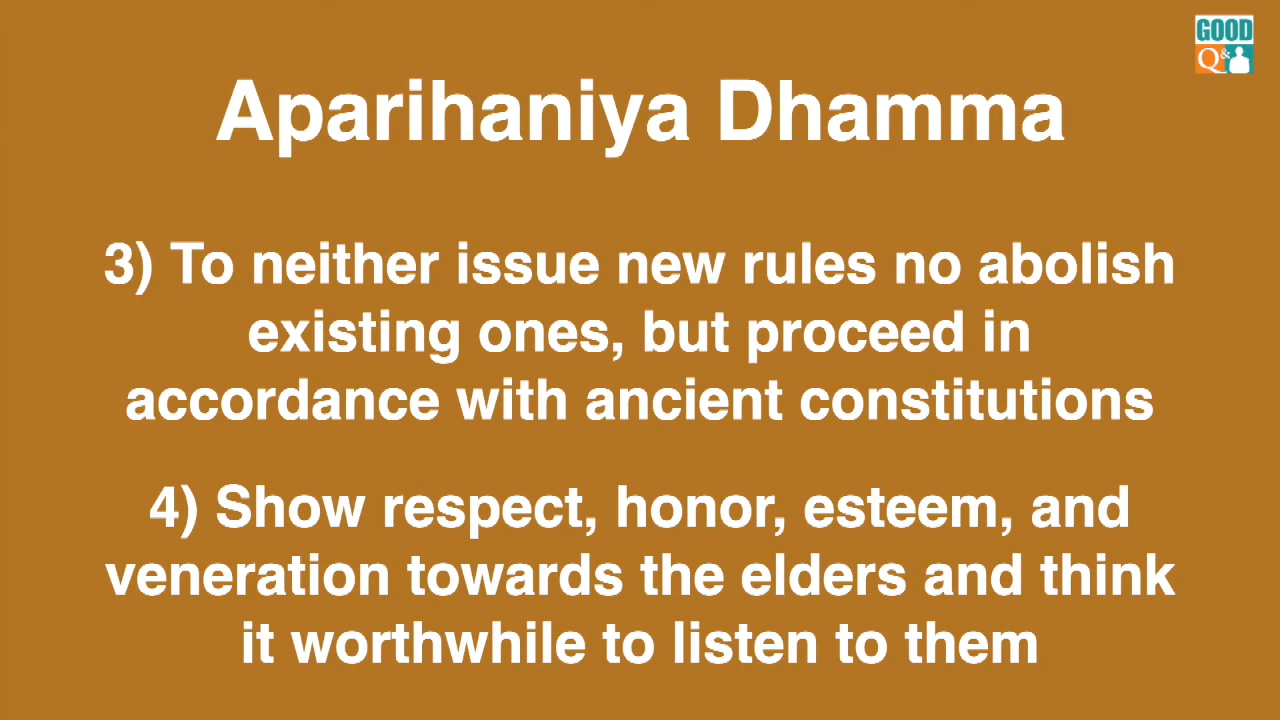 GOOD
Q&
Aparihaniya Dhamma
3) To neither issue new rules no abolish
existing ones, but proceed in
accordance with ancient constitutions
4) Show respect, honor, esteem, and
veneration towards the elders and think
it worthwhile to listen to them